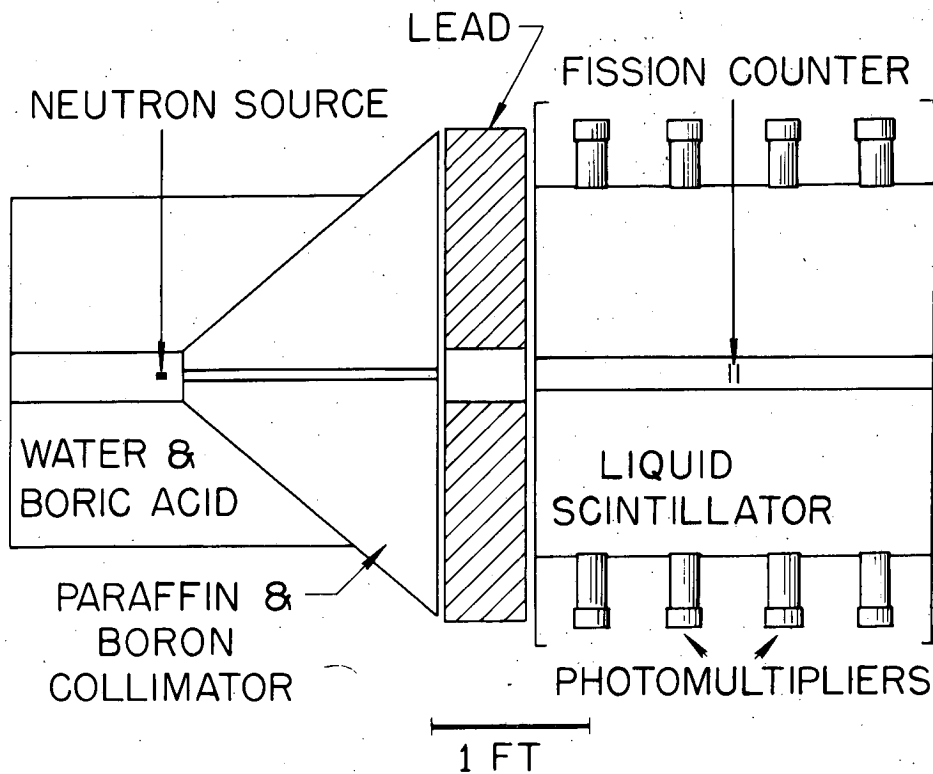 LEAD
FISSION COUNTER
NEUTRON SOURCE
WATER &
BORIC ACID
LIQUID
SCINTILLATOR
PARAFFIN &
BORON
COLLIMATOR
PHOTOMULTIPLIERS
1 FT